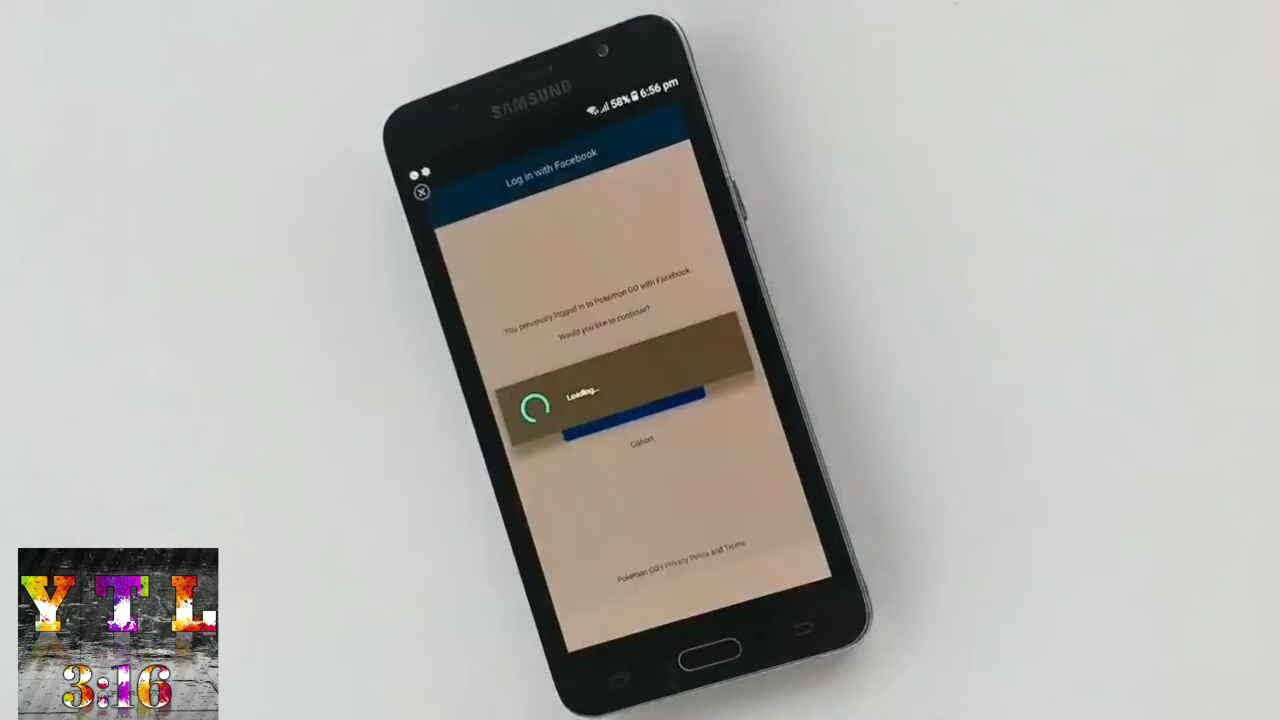 SAMSUNG
58% 6:56 pm
Log in with Facebook
You previously logged in to Pokemon GO with Facebook.
Would you like to continue?
Loading...
Cancel
Pokemon GO's Privacy Policy and Terms
YTL
3:16